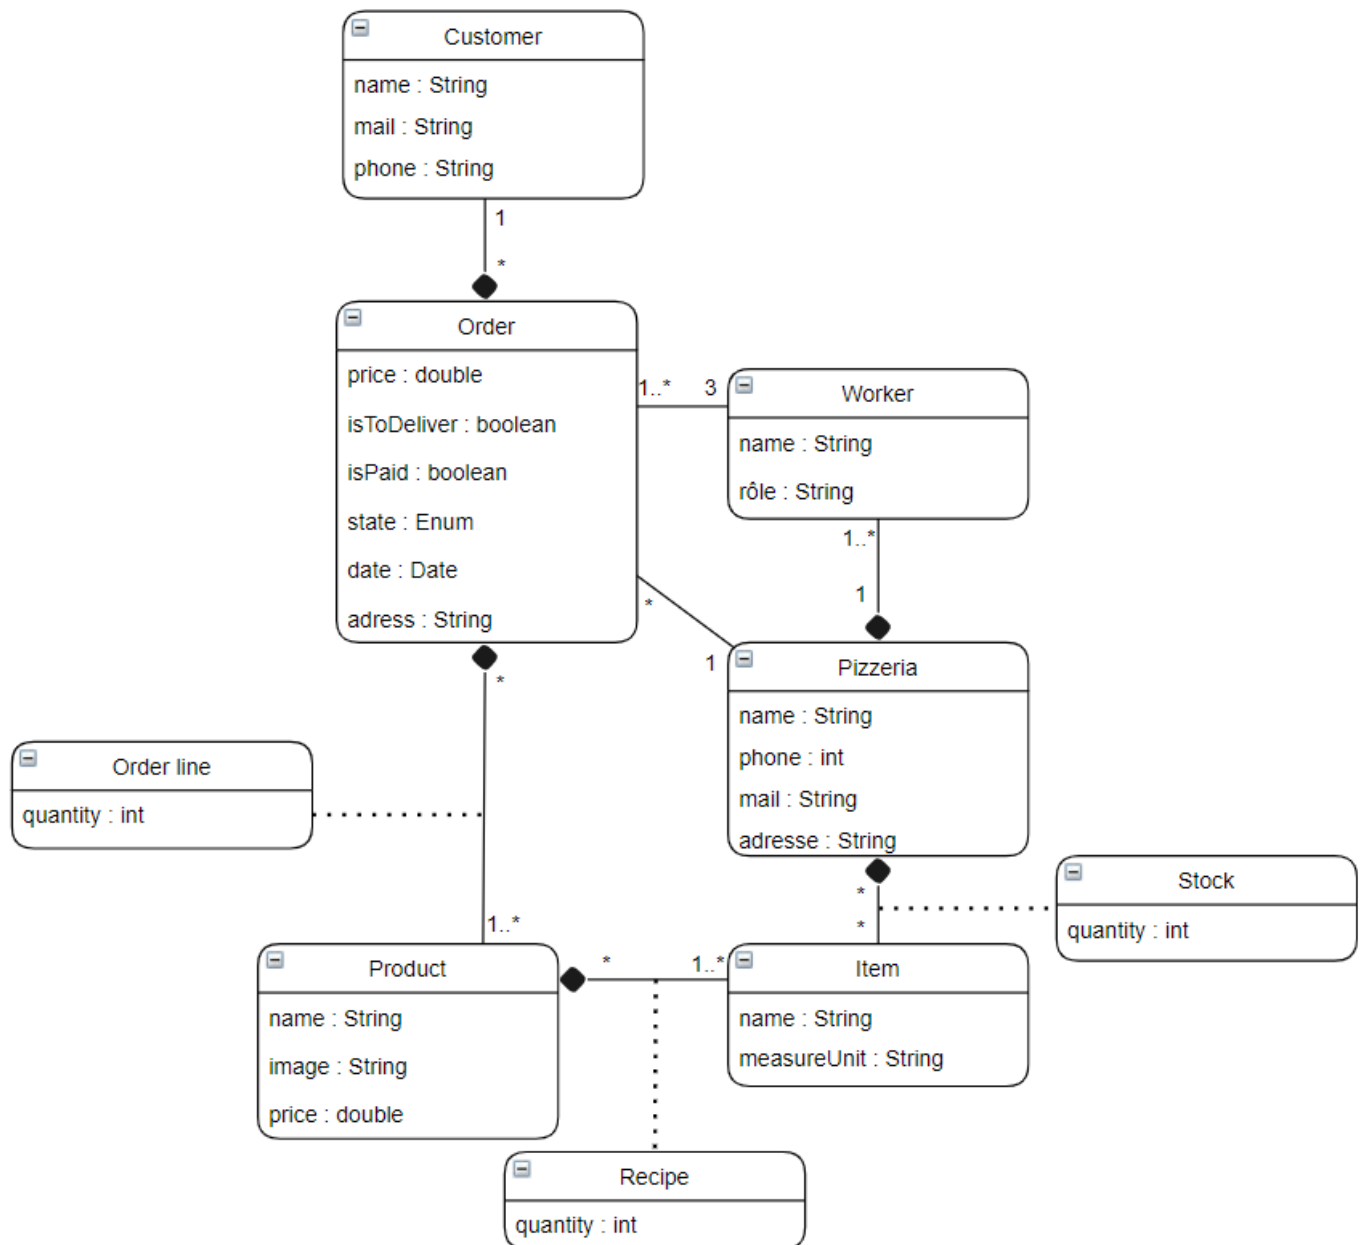 Customer
name : String
mail : String
phone : String
1
*
Order
price : double
isToDeliver : boolean
isPaid : boolean
state : Enum
date : Date
adress : String
1..* 3
Worker
name : String
rôle : String
1..*
1
*
1
Pizzeria
name : String
phone : int
mail : String
adresse : String
*
Order line
quantity : int
1..*
*
*
Stock
quantity : int
Product
name : String
image : String
price : double
* 1..*
Item
name : String
measureUnit : String
Recipe
quantity : int